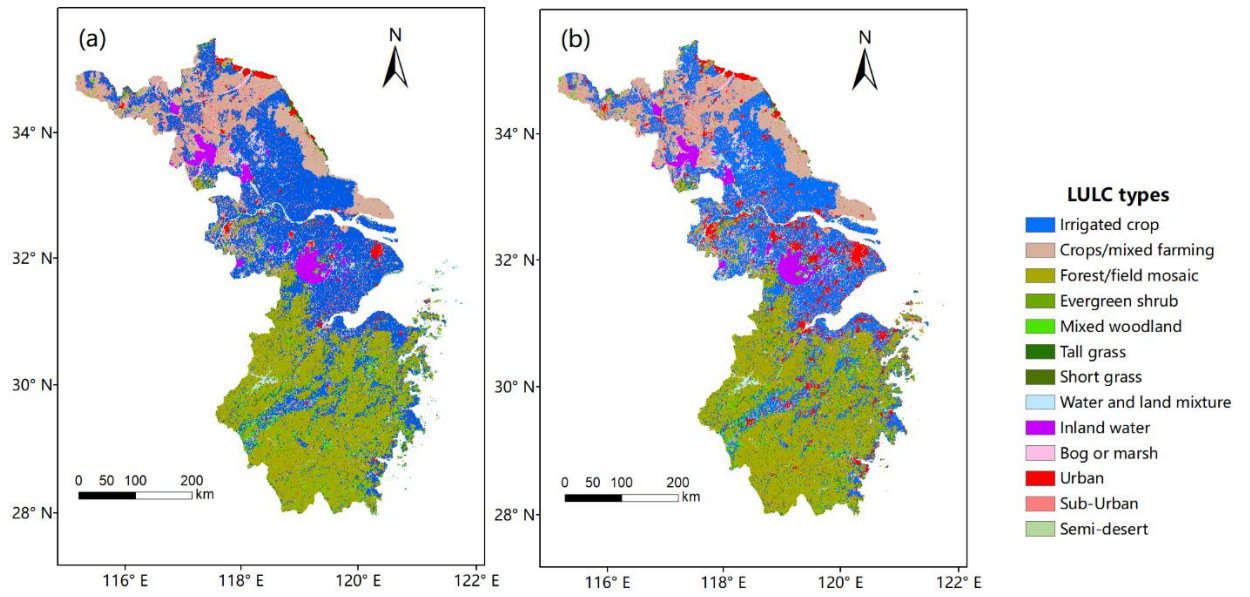 (a)
N
34° N
32° N
30° N
28° N
0 50 100 200
km
116° E 118° E 120° E 122° E
(b)
N
34° N
32° N
30° N
28° N
0 50 100 200
km
116° E 118° E 120° E 122° E
LULC types
Irrigated crop
Crops/mixed farming
Forest/field mosaic
Evergreen shrub
Mixed woodland
Tall grass
Short grass
Water and land mixture
Inland water
Bog or marsh
Urban
Sub-Urban
Semi-desert